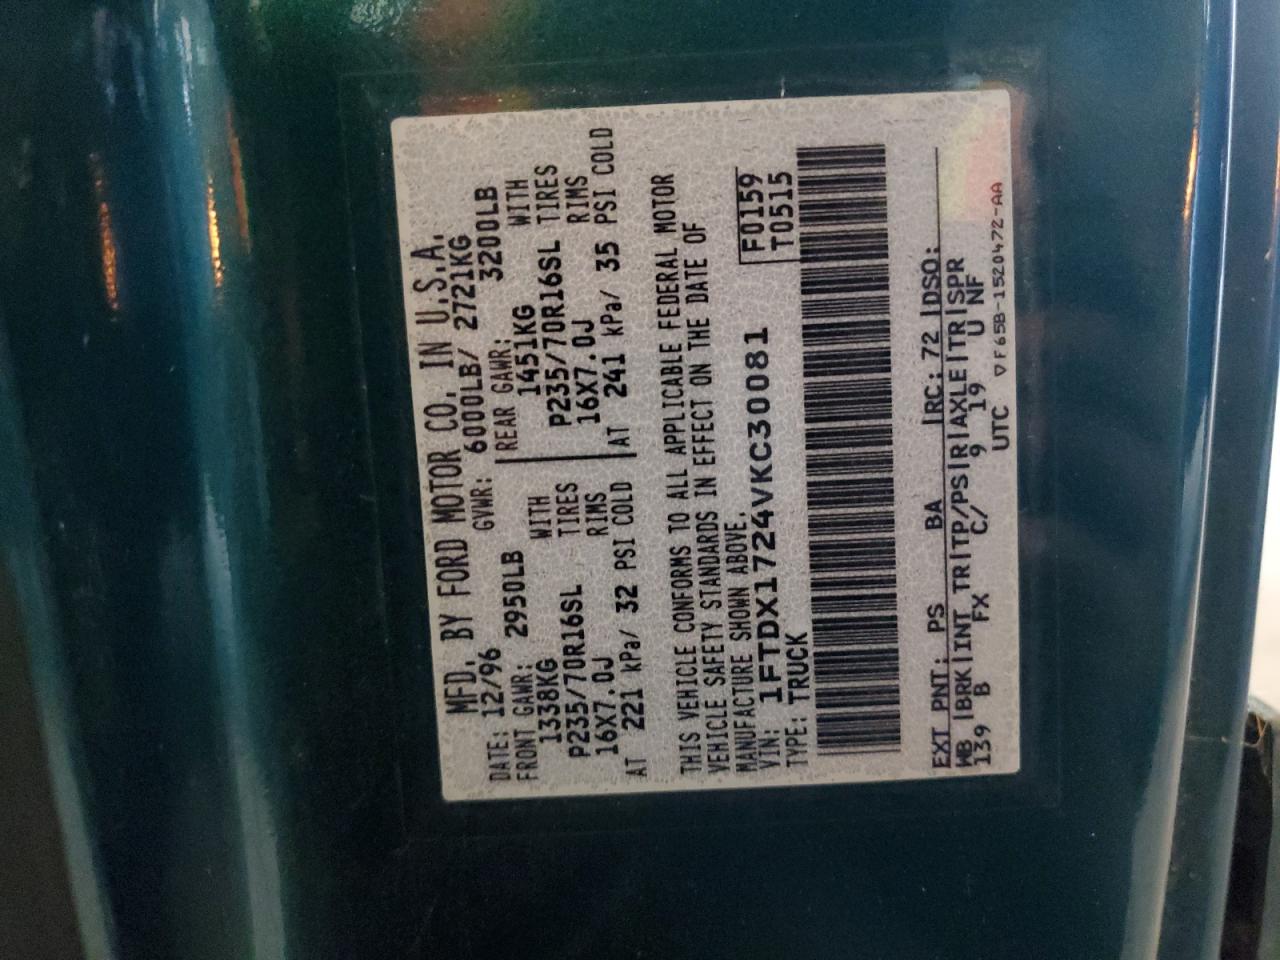 MFD. BY FORD MOTOR CO. IN U.S.A.
DATE: 12/96 GVWR: 6000LB/ 2721KG
FRONT GAWR: 2950LB REAR GAWR: 3200LB
1338KG WITH 1451KG WITH
P235/70R16SL TIRES P235/70R16SL TIRES
16X7.0J RIMS 16X7.0J RIMS
AT 221 kPa/ 32 PSI COLD AT 241 kPa/ 35 PSI COLD
THIS VEHICLE CONFORMS TO ALL APPLICABLE FEDERAL MOTOR
VEHICLE SAFETY STANDARDS IN EFFECT ON THE DATE OF
MANUFACTURE SHOWN ABOVE.
VIN: 1FTDX1724VKC30081 F0159
TYPE: TRUCK T0515
EXT PNT: PS BA RC: 72 DSO:
WB BRK INT TR TP/PS R AXLE TR SPR
139 B FX C/ 9 19 U NF
UTC ▽F65B-1520472-AA